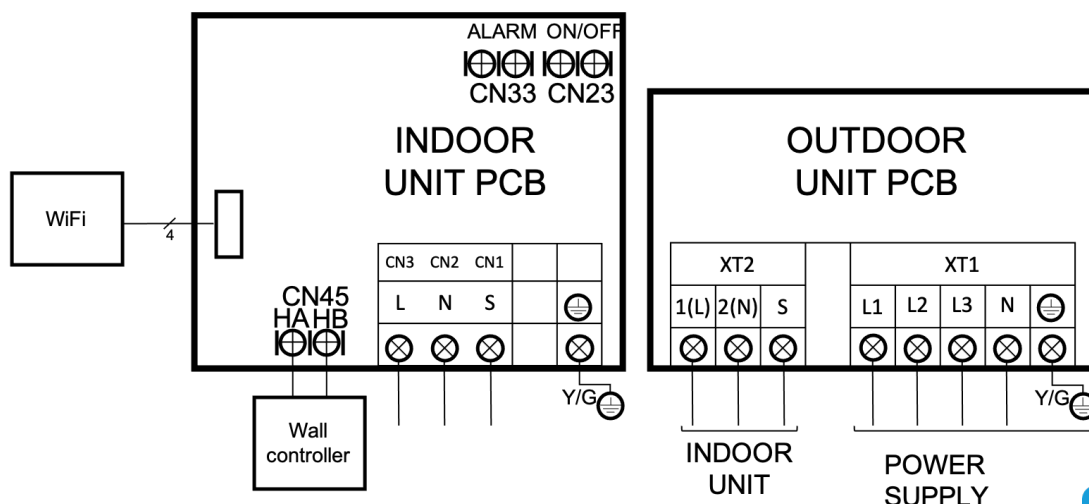 ALARM ON/OFF
CN33 CN23
INDOOR
UNIT PCB
WiFi
4
CN3 CN2 CN1
L N S
CN45
HA HB
Y/G
Wall
controller
OUTDOOR
UNIT PCB
XT2 XT1
1(L) 2(N) S L1 L2 L3 N
Y/G
INDOOR
UNIT
POWER
SUPPLY